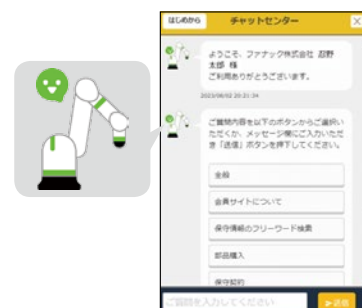 はじめから
チャットセンター
ようこそ、ファナック株式会社 忍野
太郎 様
ご利用ありがとうございます。
2023/08/02 20:21:34
ご質問内容を以下のボタンからご選択い
ただくか、メッセージ欄にご入力いただ
き「送信」ボタンを押下してください。
全般
会員サイトについて
保守情報のフリーワード検索
部品購入
保守契約
ご質問を入力してください
送信